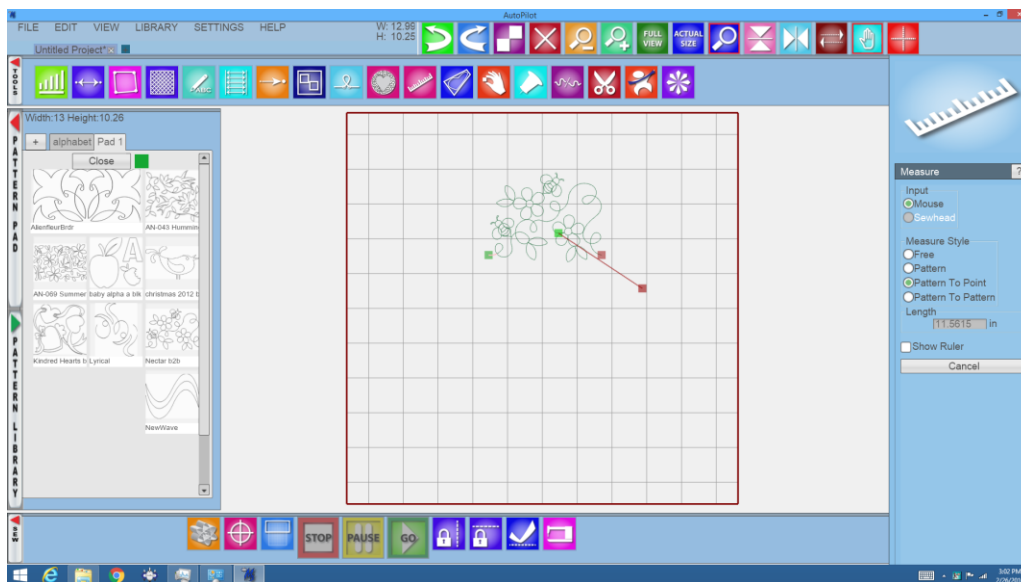 AutoPilot
FILE EDIT VIEW LIBRARY SETTINGS HELP
W: 12.99
H: 10.25
FULL VIEW
ACTUAL SIZE
Untitled Project*
TOOLS
ABC
Width:13 Height:10.26
+ alphabet Pad 1
Close
PATTERN PAD
AlienfleurBrdr
AN-043 Hummin
AN-069 Summer
baby alpha a blk
christmas 2012 b
Kindred Hearts b
Lyrical
Nectar b2b
NewWave
PATTERN LIBRARY
Measure ?
Input
Mouse
Sewhead
Measure Style
Free
Pattern
Pattern To Point
Pattern To Pattern
Length
11.5615 in
Show Ruler
Cancel
SEW
STOP
PAUSE
GO
3:02 PM